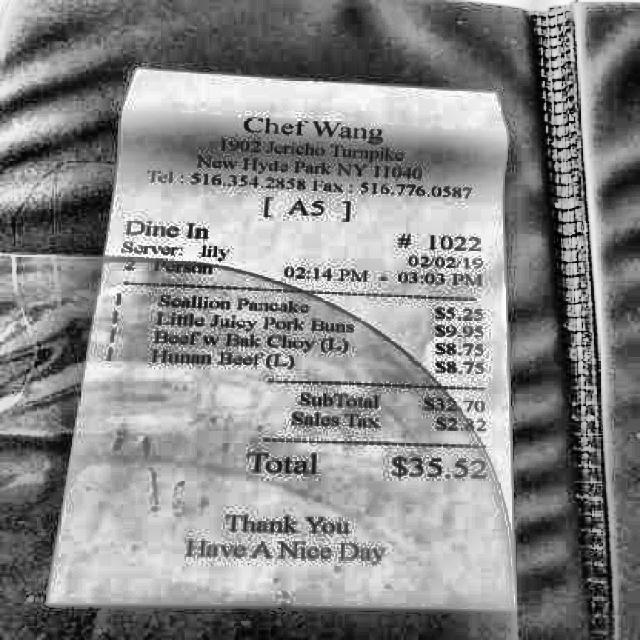 Chef Wang
1902 Jericho Turnpike
New Hyde Park NY 11040
Tel : 516.354.2858 Fax : 516.776.0587
[ A5 ]
Dine In # 1022
Server: lily 02/02/19
2 Person 02:14 PM - 03:03 PM
1 Scallion Pancake $5.25
1 Little Juicy Pork Buns $9.95
1 Beef w Bak Choy (L) $8.75
1 Hunan Beef (L) $8.75
SubTotal $32.70
Sales Tax $2.82
Total $35.52
Thank You
Have A Nice Day